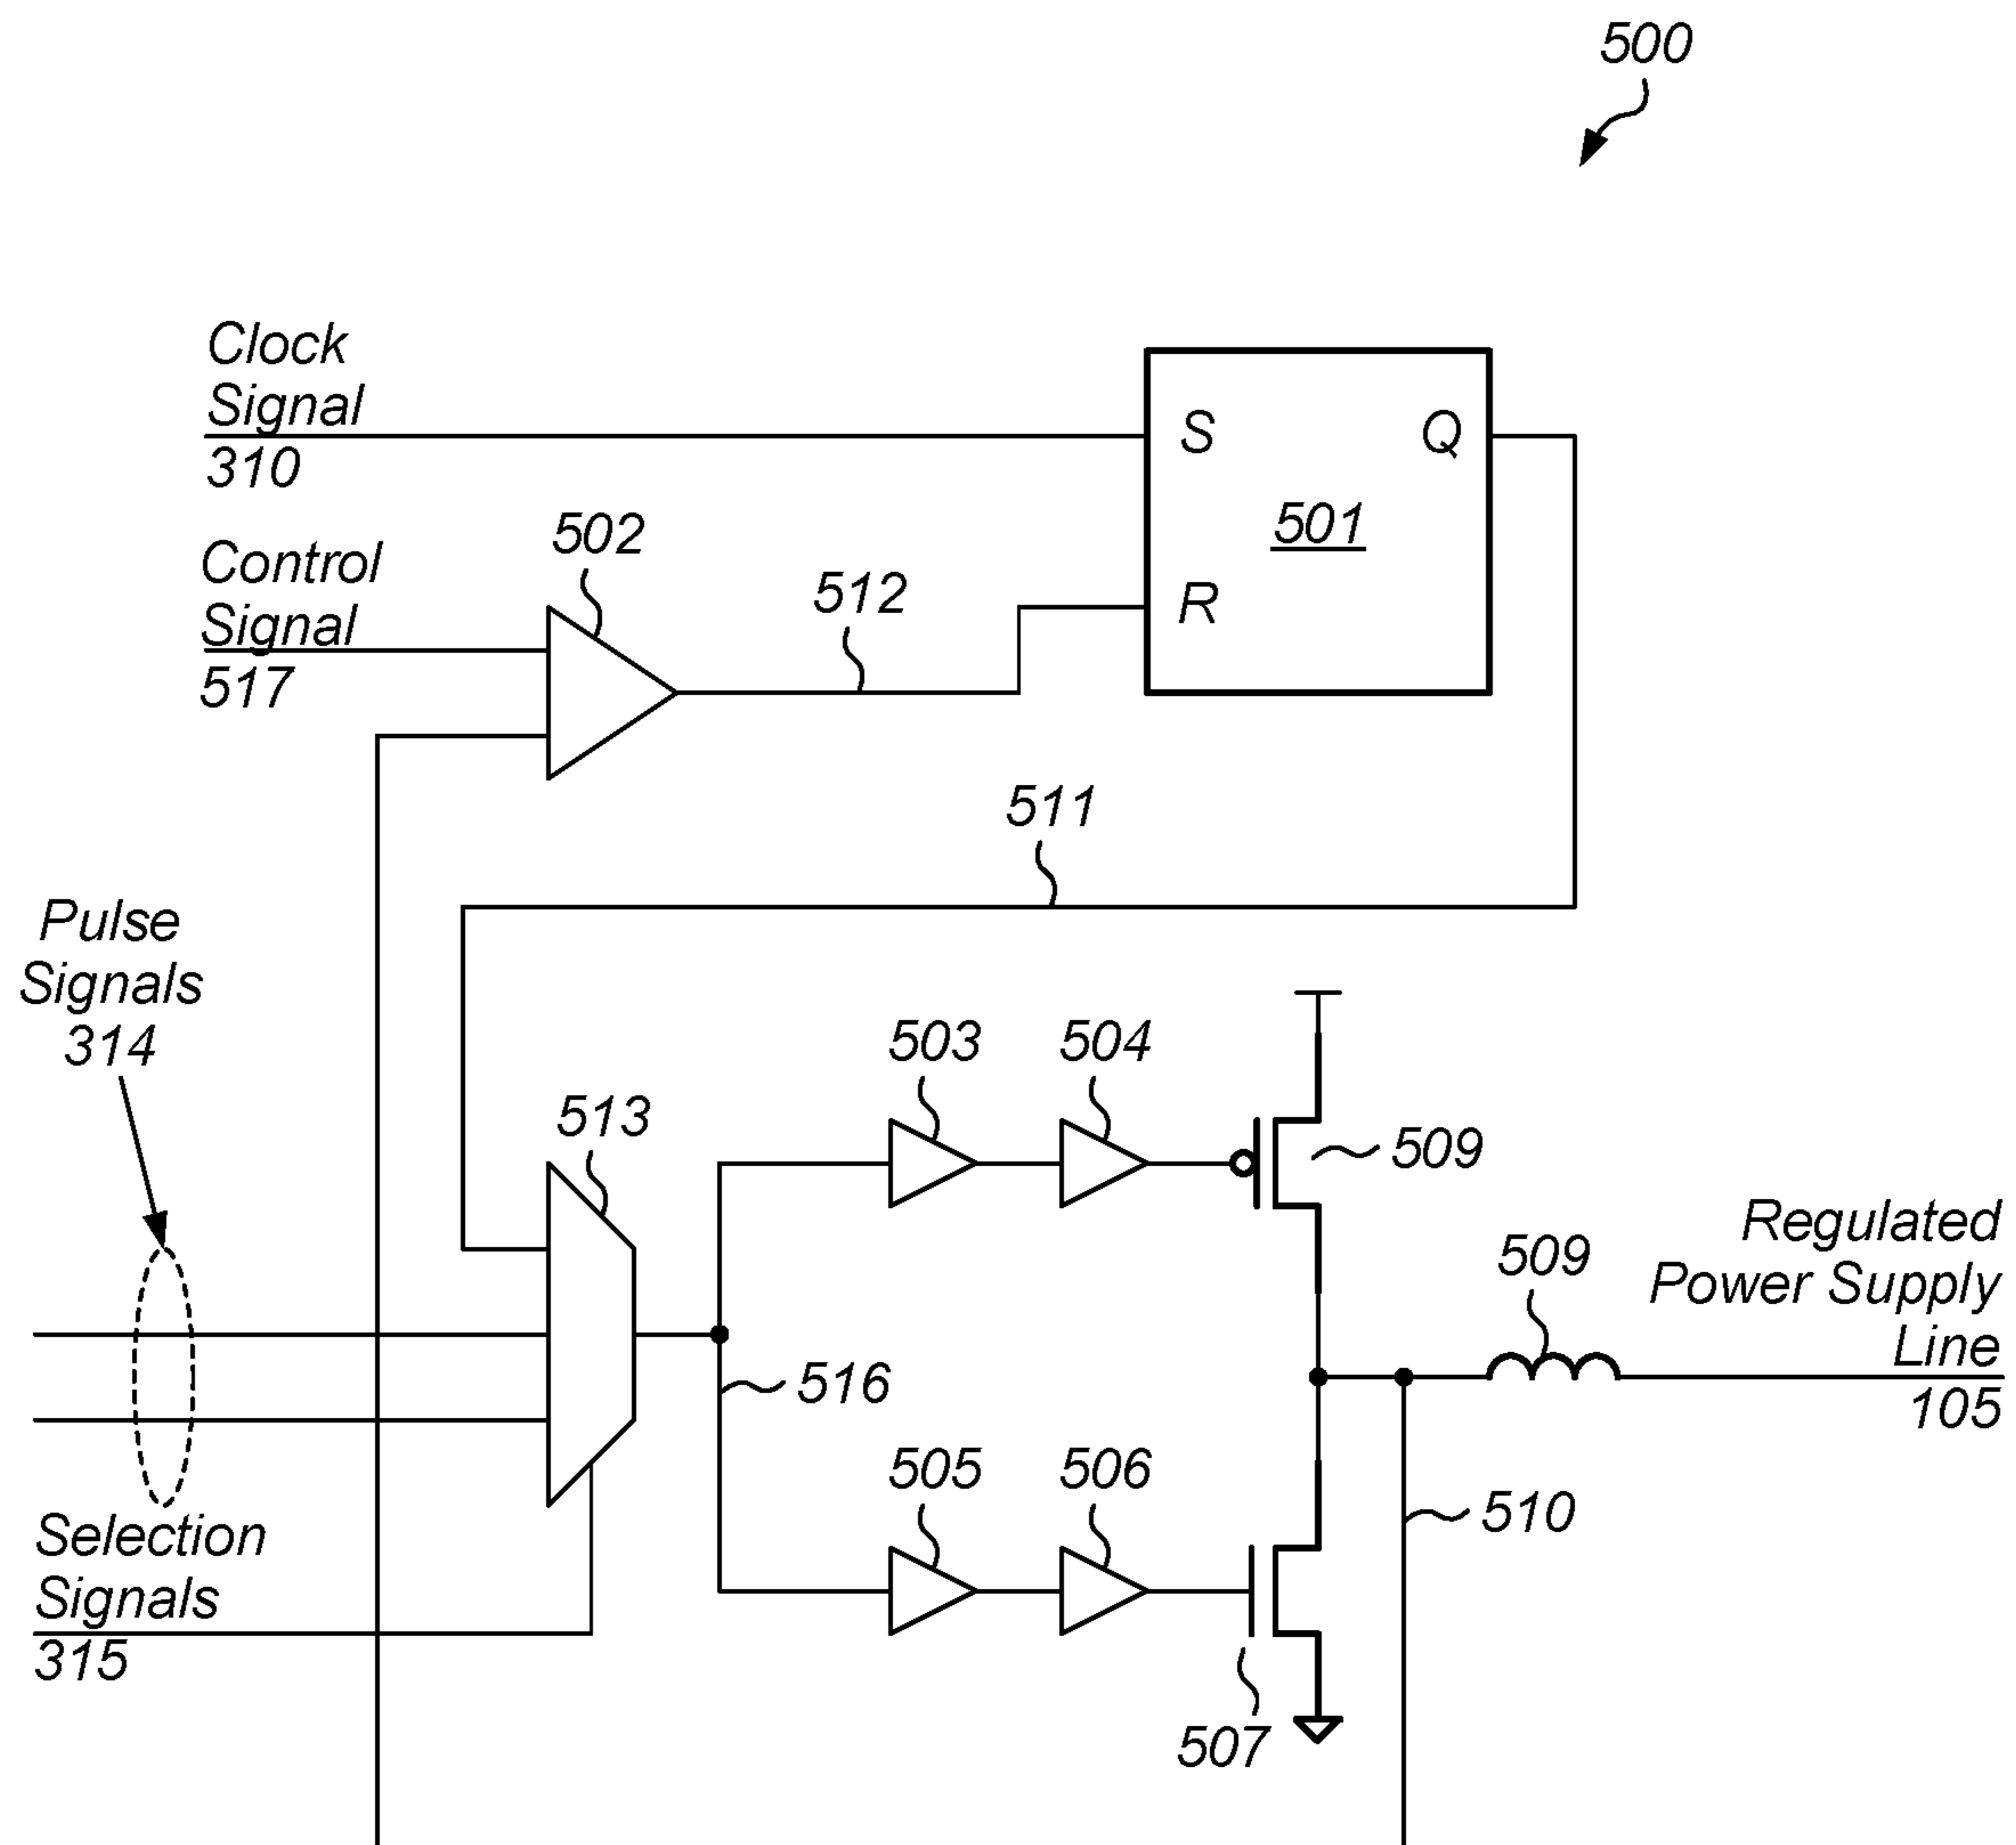 500
Clock
Signal
310
S
Q
501
R
502
Control
Signal
517
512
511
Pulse
Signals
314
503
504
513
509
Regulated
Power Supply
Line
105
509
516
505
506
510
Selection
Signals
315
507